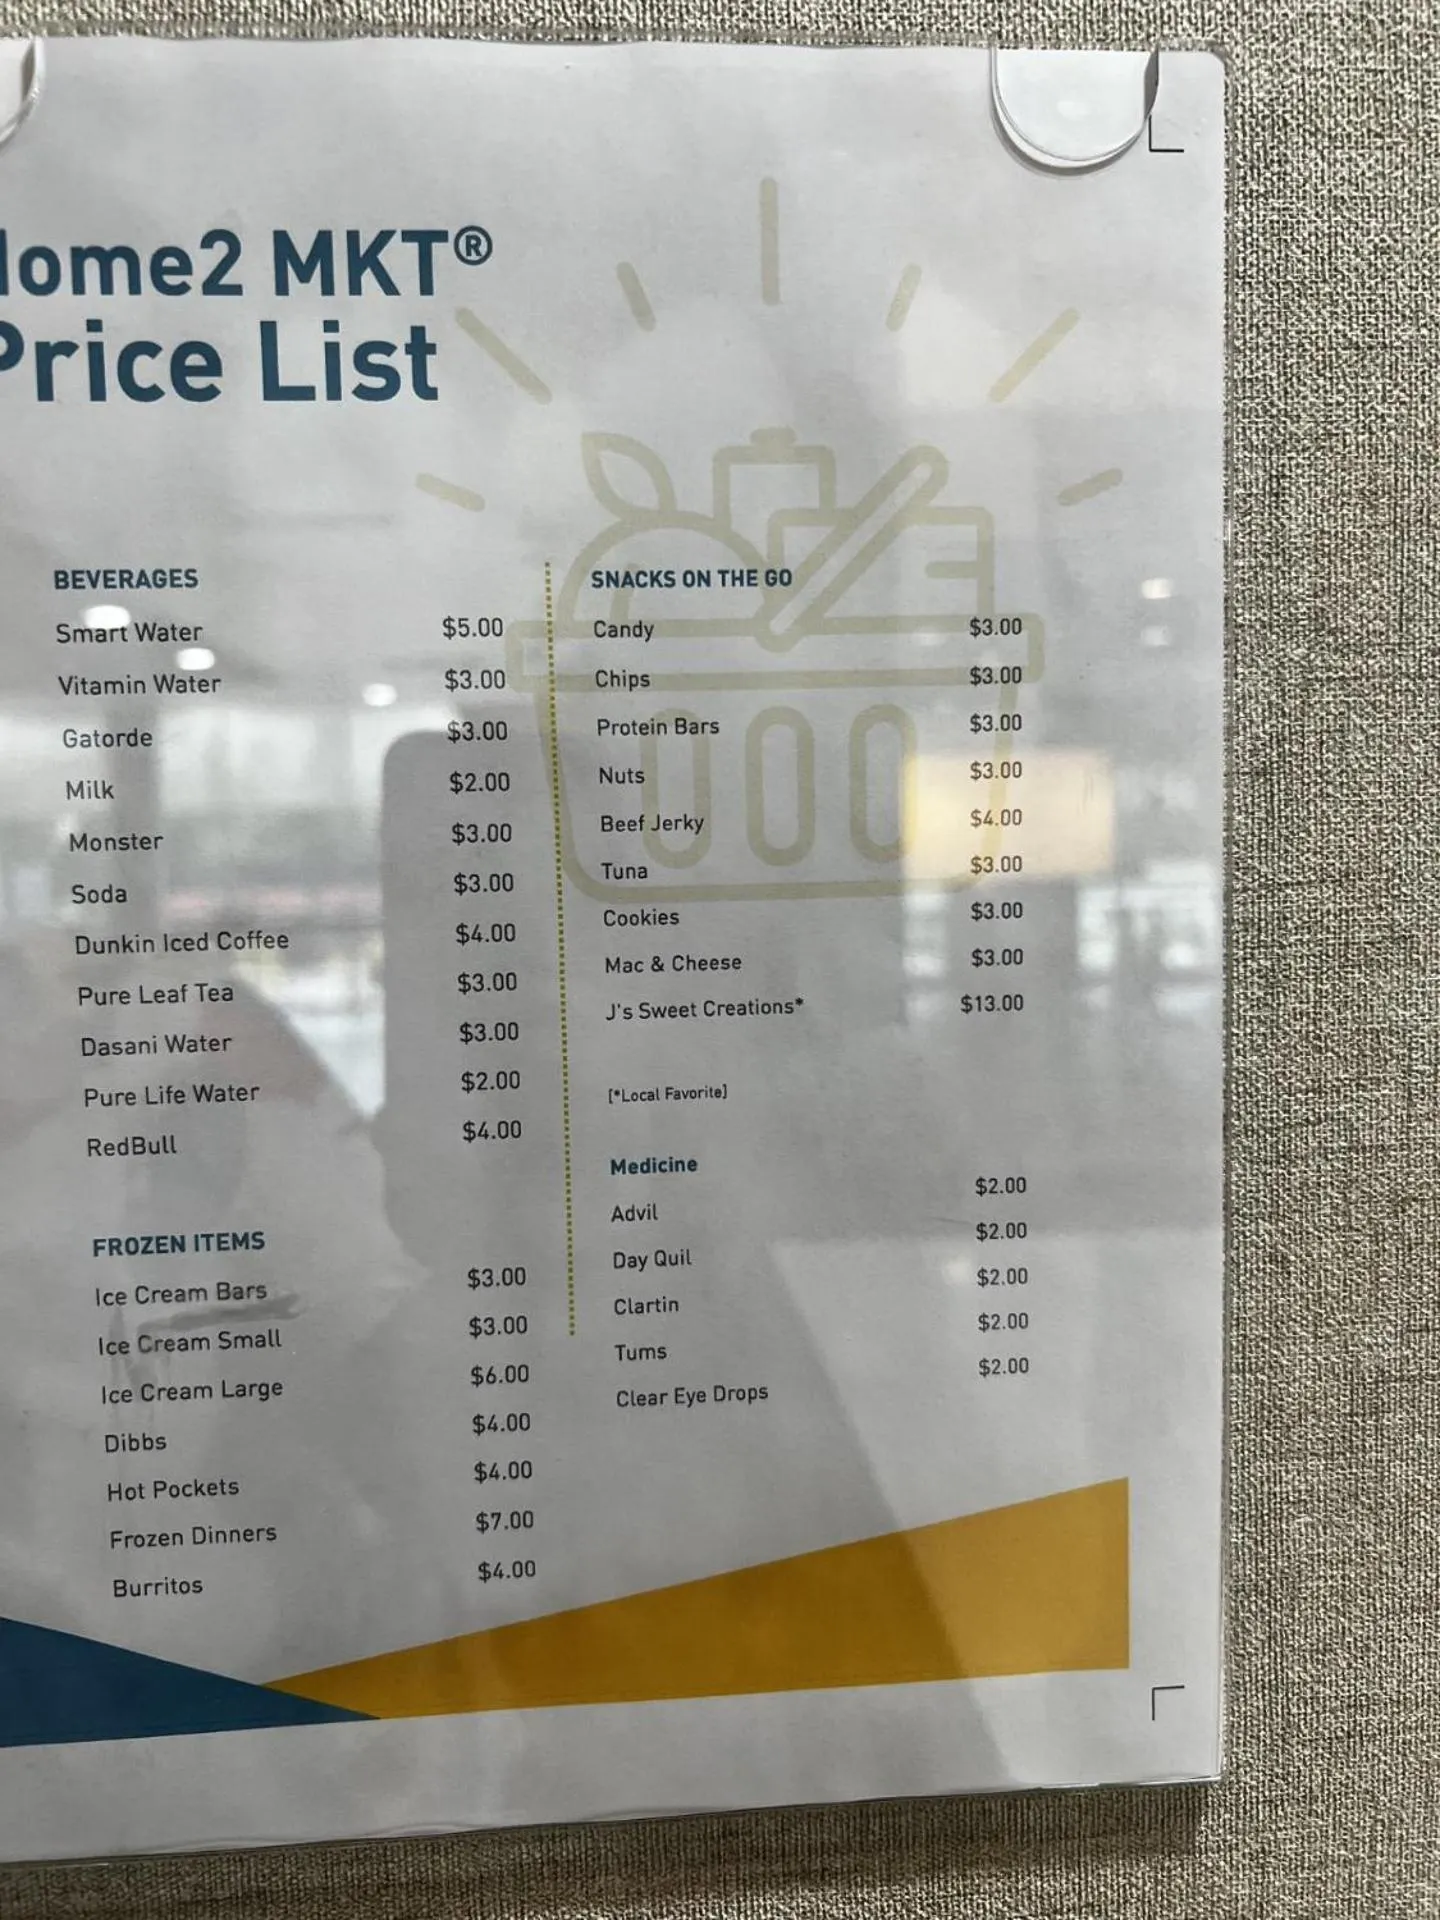 ome2 MKT®
Price List
BEVERAGES
Smart Water $5.00
Vitamin Water $3.00
Gatorde $3.00
Milk $2.00
Monster $3.00
Soda $3.00
Dunkin Iced Coffee $4.00
Pure Leaf Tea $3.00
Dasani Water $3.00
Pure Life Water $2.00
RedBull $4.00
FROZEN ITEMS
Ice Cream Bars $3.00
Ice Cream Small $3.00
Ice Cream Large $6.00
Dibbs $4.00
Hot Pockets $4.00
Frozen Dinners $7.00
Burritos $4.00
SNACKS ON THE GO
Candy $3.00
Chips $3.00
Protein Bars $3.00
Nuts $3.00
Beef Jerky $4.00
Tuna $3.00
Cookies $3.00
Mac & Cheese $3.00
J's Sweet Creations* $13.00
[*Local Favorite]
Medicine
Advil $2.00
Day Quil $2.00
Clartin $2.00
Tums $2.00
Clear Eye Drops $2.00